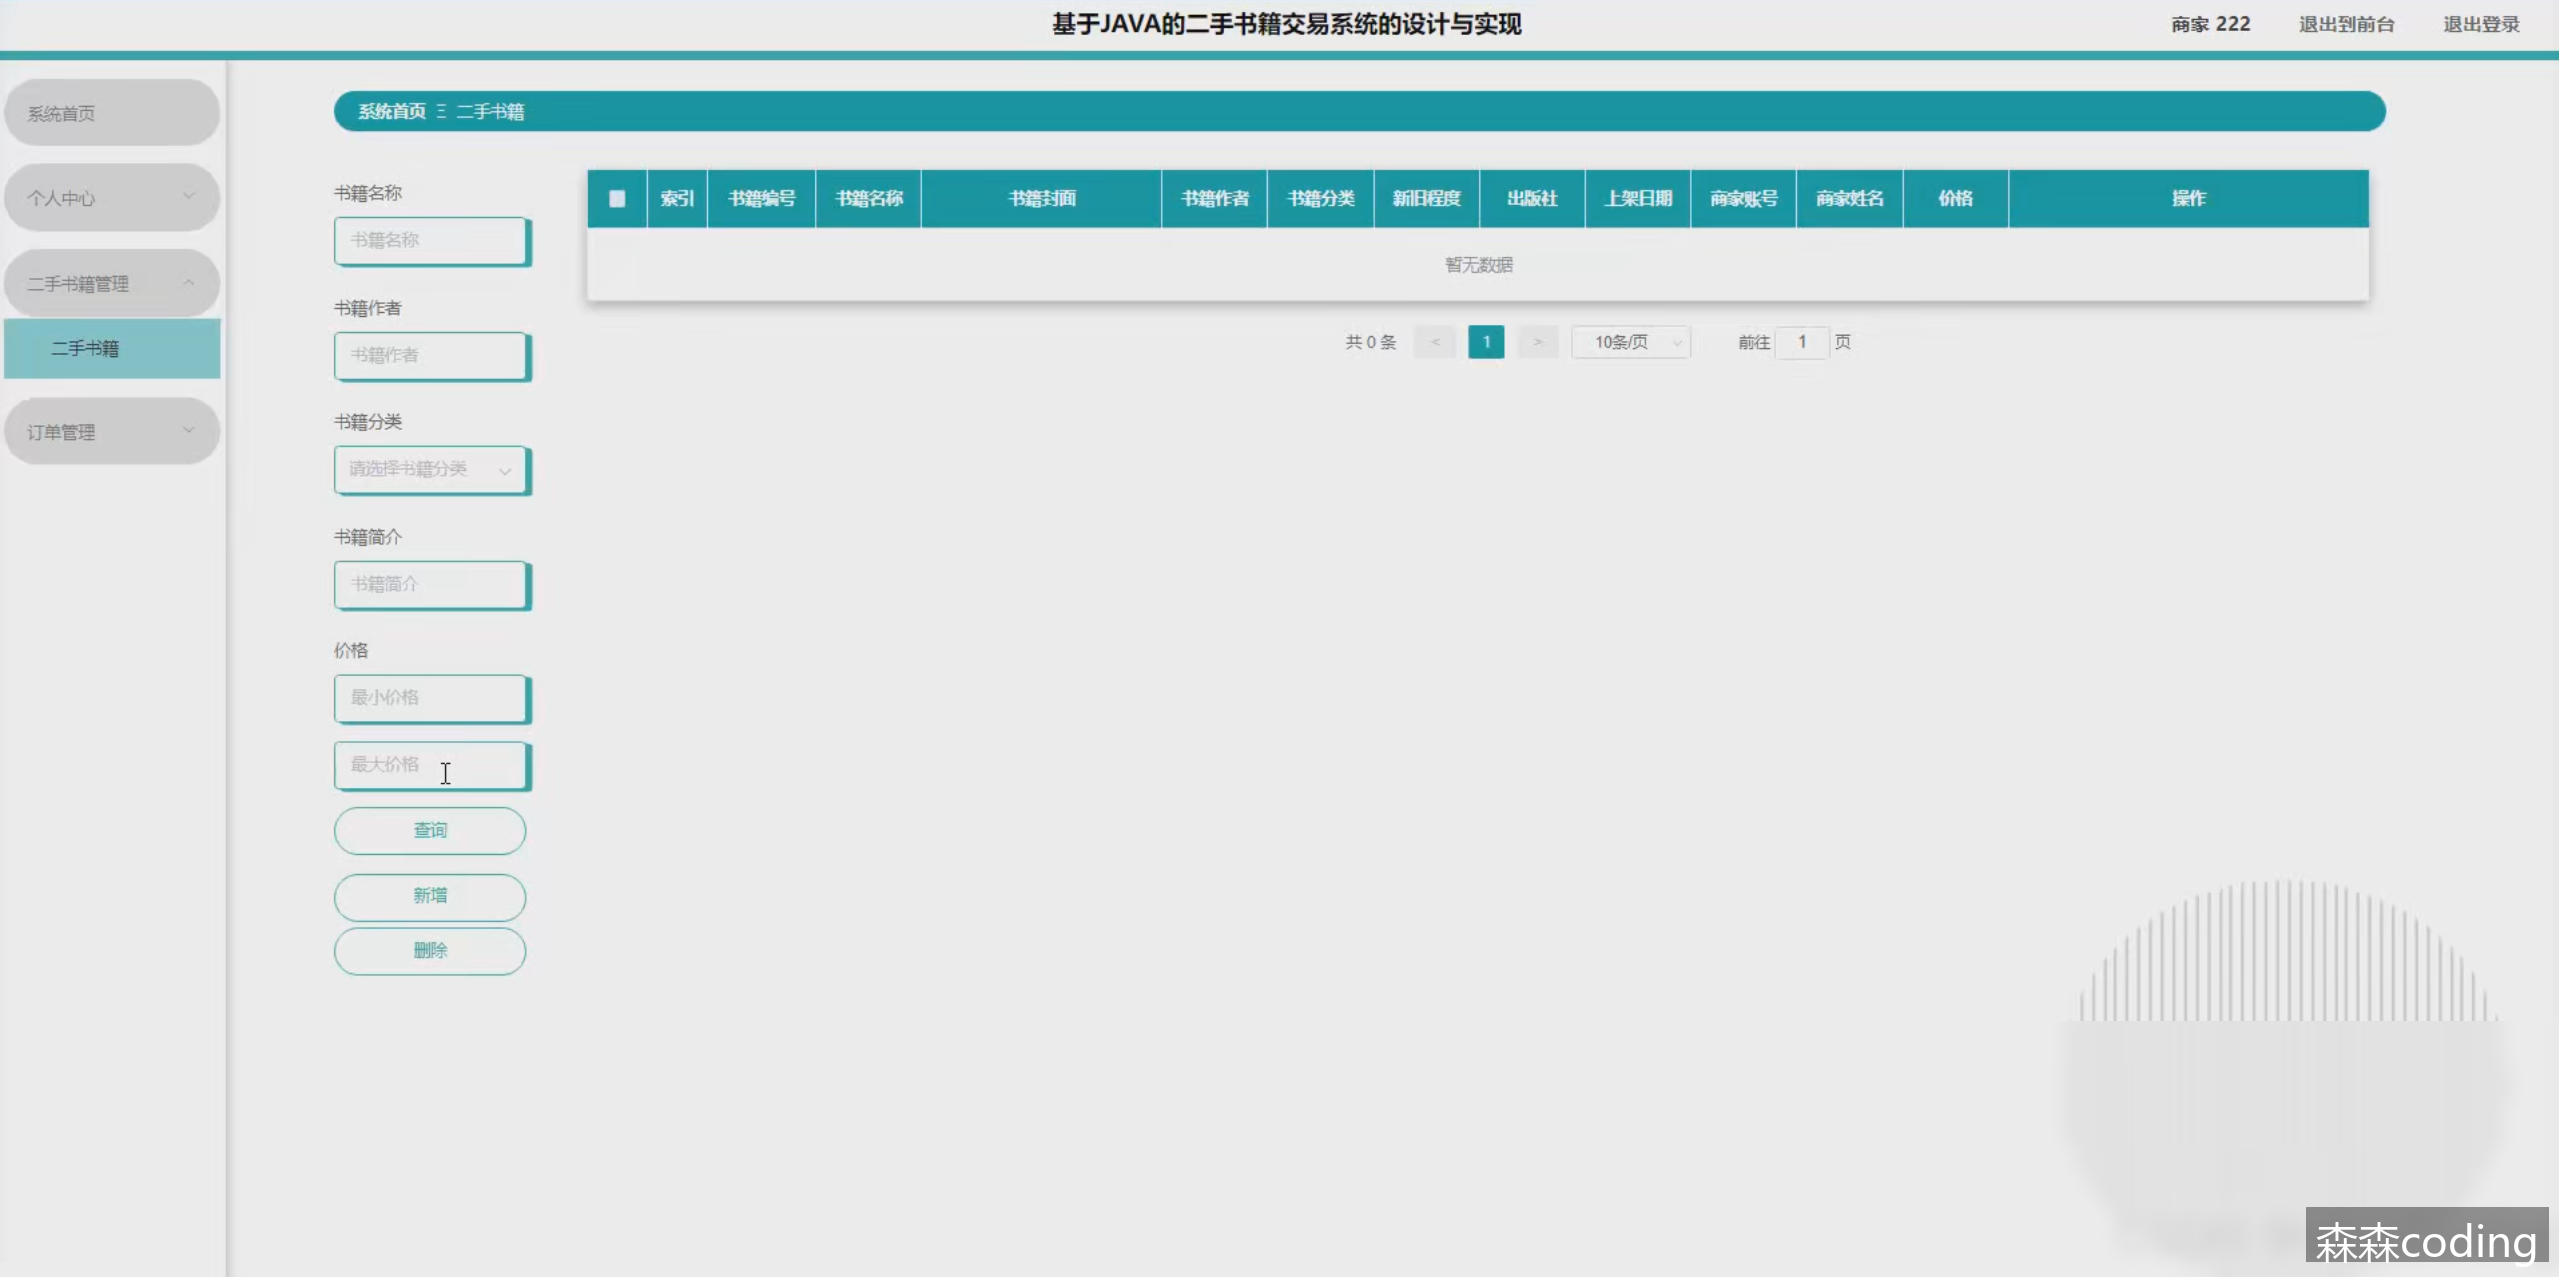 基于JAVA的二手书籍交易系统的设计与实现
商家 222
退出到前台
退出登录
系统首页
个人中心
二手书籍管理
二手书籍
订单管理
系统首页 Ξ 二手书籍
书籍名称
书籍名称
书籍作者
书籍作者
书籍分类
请选择书籍分类
书籍简介
书籍简介
价格
最小价格
最大价格
查询
新增
删除
索引 书籍编号 书籍名称 书籍封面 书籍作者 书籍分类 新旧程度 出版社 上架日期 商家账号 商家姓名 价格 操作
暂无数据
共 0 条 < 1 > 10条/页 前往 1 页
森森coding